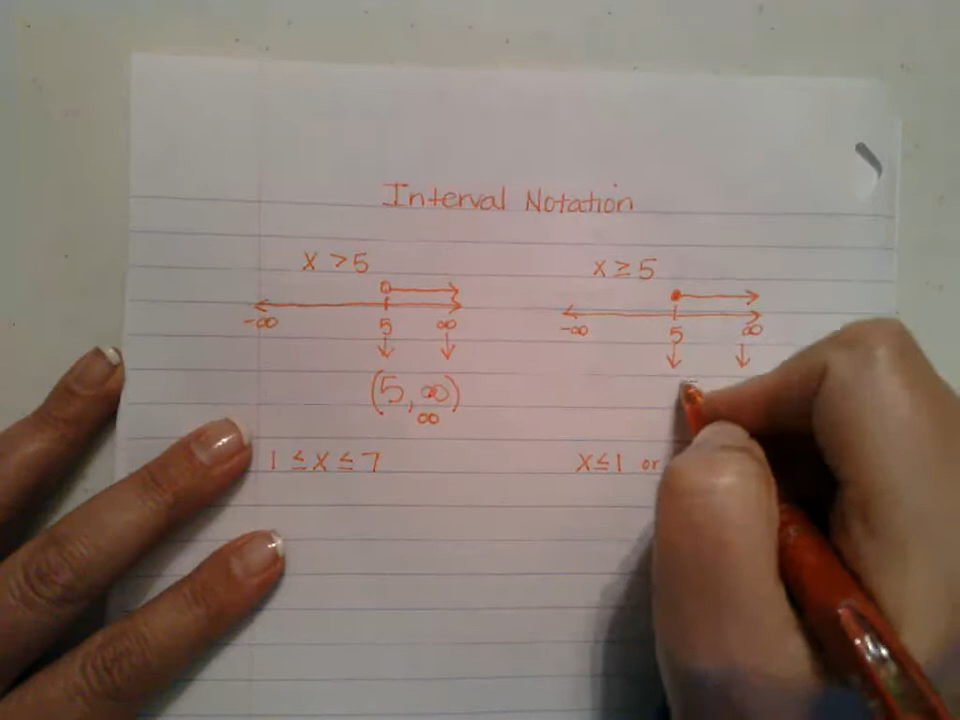 Interval Notation
x > 5
x ≥ 5
-∞ 5 ∞
-∞ 5 ∞
(5, ∞)
∞
1 ≤ x ≤ 7
x ≤ 1 or